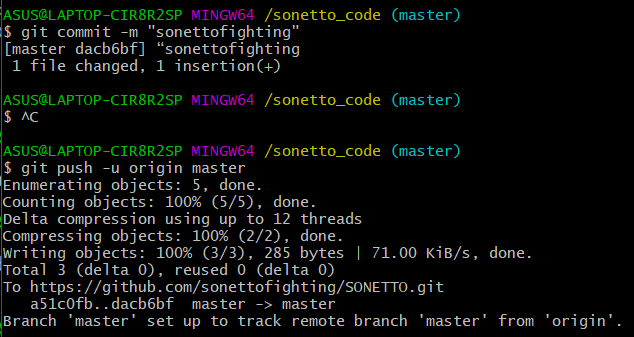 ASUS@LAPTOP-CIR8R2SP MINGW64 /sonetto_code (master)
$ git commit -m "sonettofighting"
[master dacb6bf] “sonettofighting
 1 file changed, 1 insertion(+)
ASUS@LAPTOP-CIR8R2SP MINGW64 /sonetto_code (master)
$ ^C
ASUS@LAPTOP-CIR8R2SP MINGW64 /sonetto_code (master)
$ git push -u origin master
Enumerating objects: 5, done.
Counting objects: 100% (5/5), done.
Delta compression using up to 12 threads
Compressing objects: 100% (2/2), done.
Writing objects: 100% (3/3), 285 bytes | 71.00 KiB/s, done.
Total 3 (delta 0), reused 0 (delta 0)
To https://github.com/sonettofighting/SONETTO.git
   a51c0fb..dacb6bf  master -> master
Branch 'master' set up to track remote branch 'master' from 'origin'.